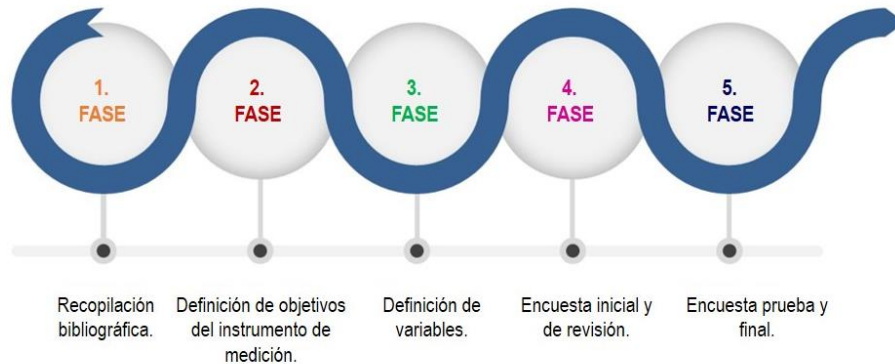 1.
FASE
2.
FASE
3.
FASE
4.
FASE
5.
FASE
Recopilación
bibliográfica.
Definición de objetivos
del instrumento de
medición.
Definición de
variables.
Encuesta inicial y
de revisión.
Encuesta prueba y
final.